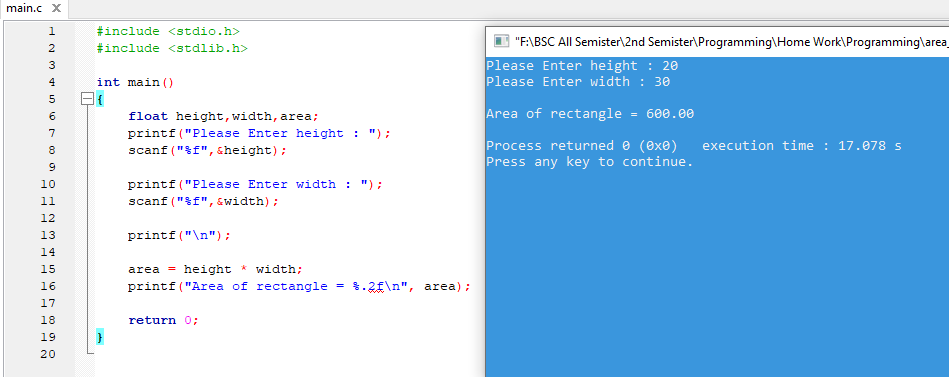 main.c X
1 #include <stdio.h>
2 #include <stdlib.h>
3
4 int main()
5 {
6 float height,width,area;
7 printf("Please Enter height : ");
8 scanf("%f",&height);
9
10 printf("Please Enter width : ");
11 scanf("%f",&width);
12
13 printf("\n");
14
15 area = height * width;
16 printf("Area of rectangle = %.2f\n", area);
17
18 return 0;
19 }
20
"F:\BSC All Semister\2nd Semister\Programming\Home Work\Programming\area_
Please Enter height : 20
Please Enter width : 30
Area of rectangle = 600.00
Process returned 0 (0x0)   execution time : 17.078 s
Press any key to continue.